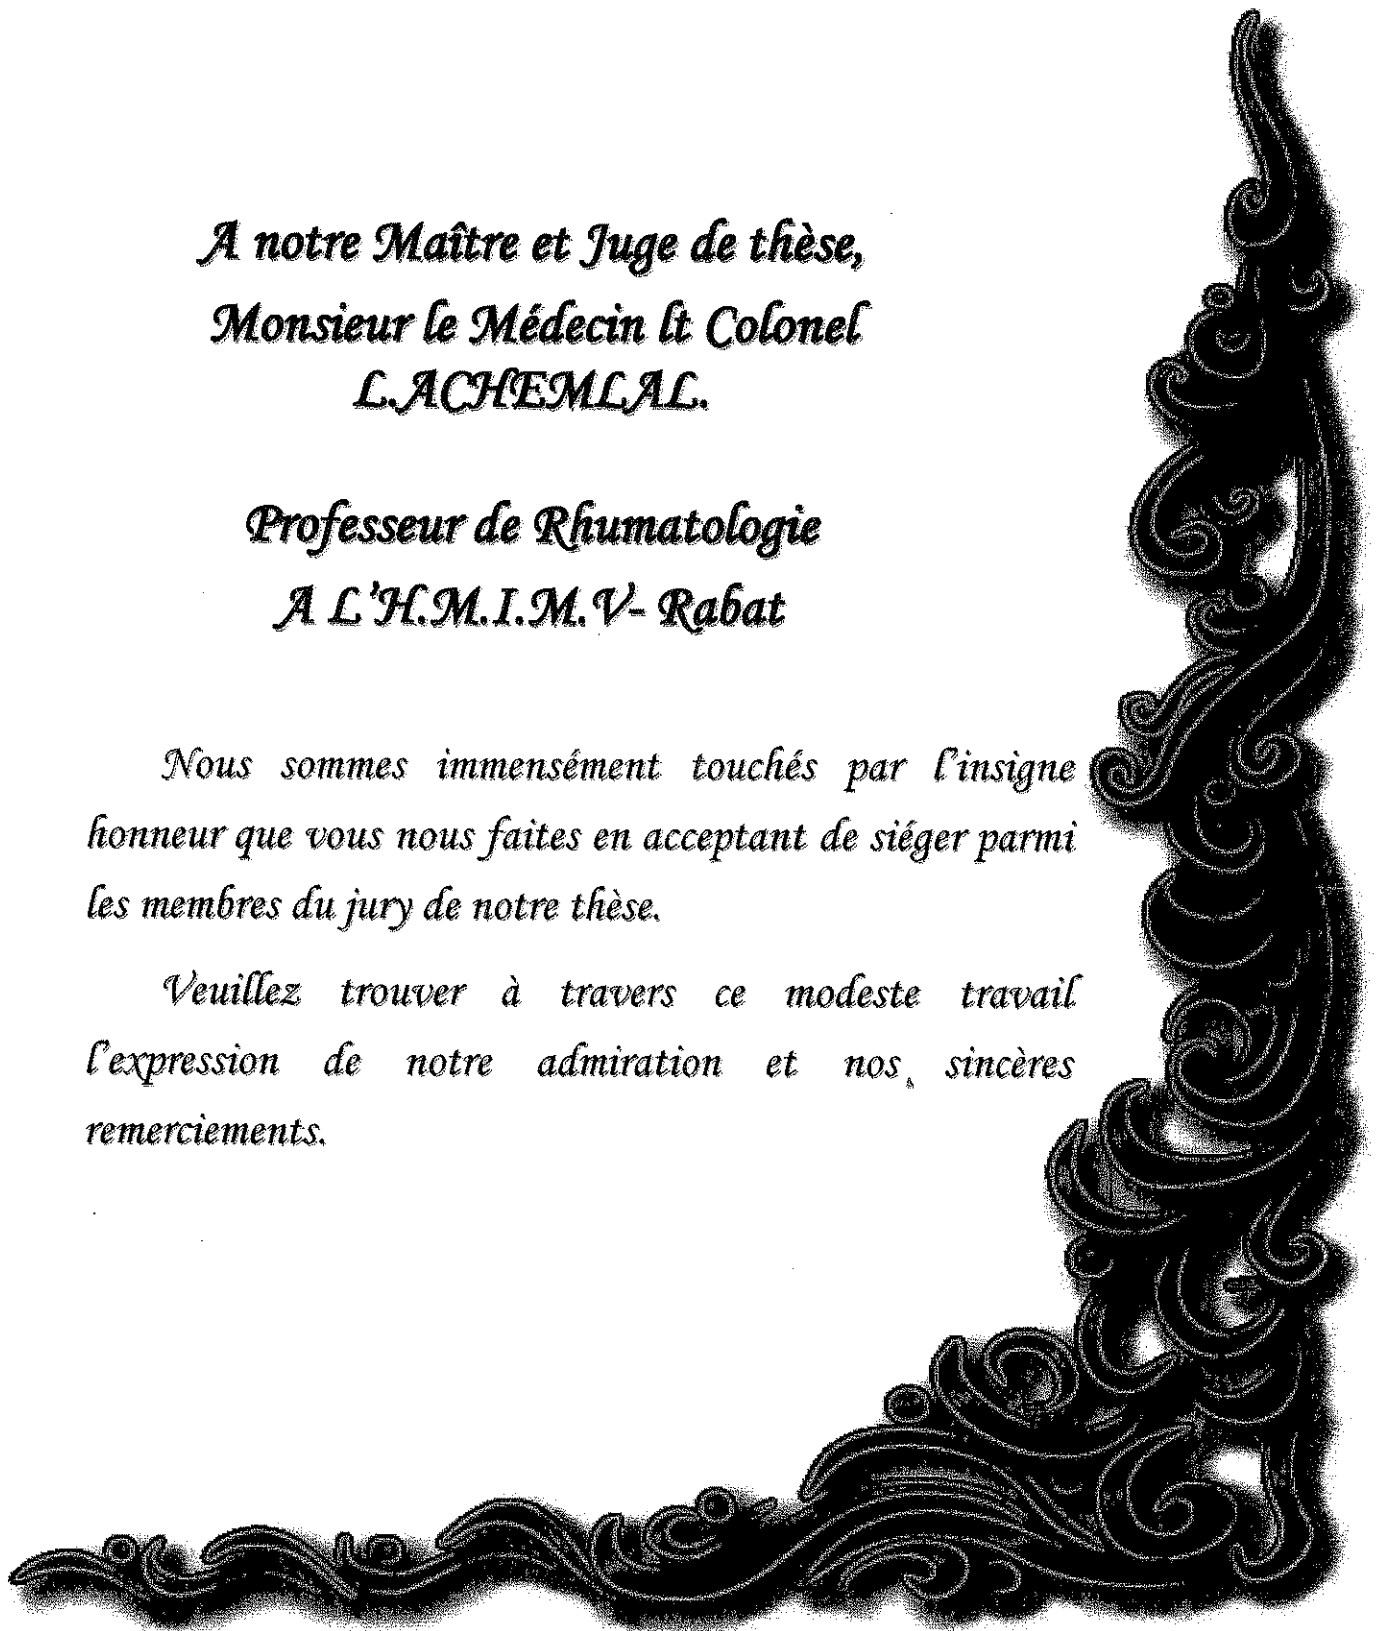 A notre Maître et Juge de thèse,
Monsieur le Médecin lt Colonel
L.ACHEMLAL.
Professeur de Rhumatologie
A L'H.M.I.M.V- Rabat
Nous sommes immensément touchés par l'insigne
honneur que vous nous faites en acceptant de siéger parmi
les membres du jury de notre thèse.
Veuillez trouver à travers ce modeste travail
l'expression de notre admiration et nos sincères
remerciements.